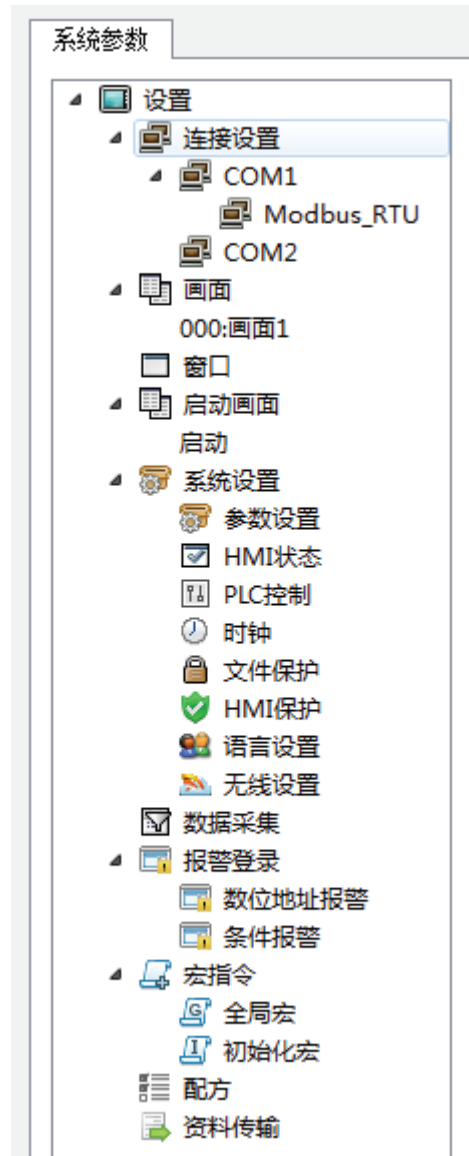 系统参数
设置
连接设置
COM1
Modbus_RTU
COM2
画面
000:画面1
窗口
启动画面
启动
系统设置
参数设置
HMI状态
PLC控制
时钟
文件保护
HMI保护
语言设置
无线设置
数据采集
报警登录
数位地址报警
条件报警
宏指令
全局宏
初始化宏
配方
资料传输